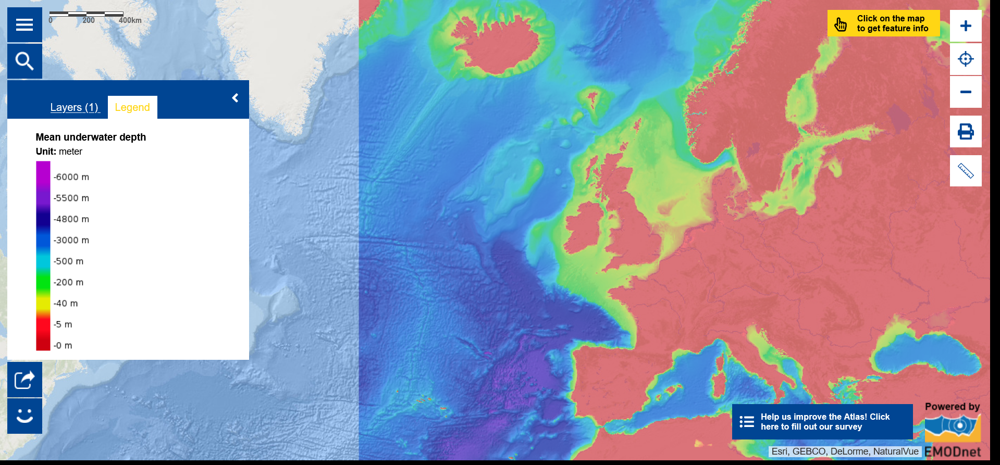 0 200 400km
Click on the map
to get feature info
Layers (1)
Legend
Mean underwater depth
Unit: meter
-6000 m
-5500 m
-4800 m
-3000 m
-500 m
-200 m
-40 m
-5 m
-0 m
Help us improve the Atlas! Click
here to fill out our survey
Powered by
EMODnet
Esri, GEBCO, DeLorme, NaturalVue